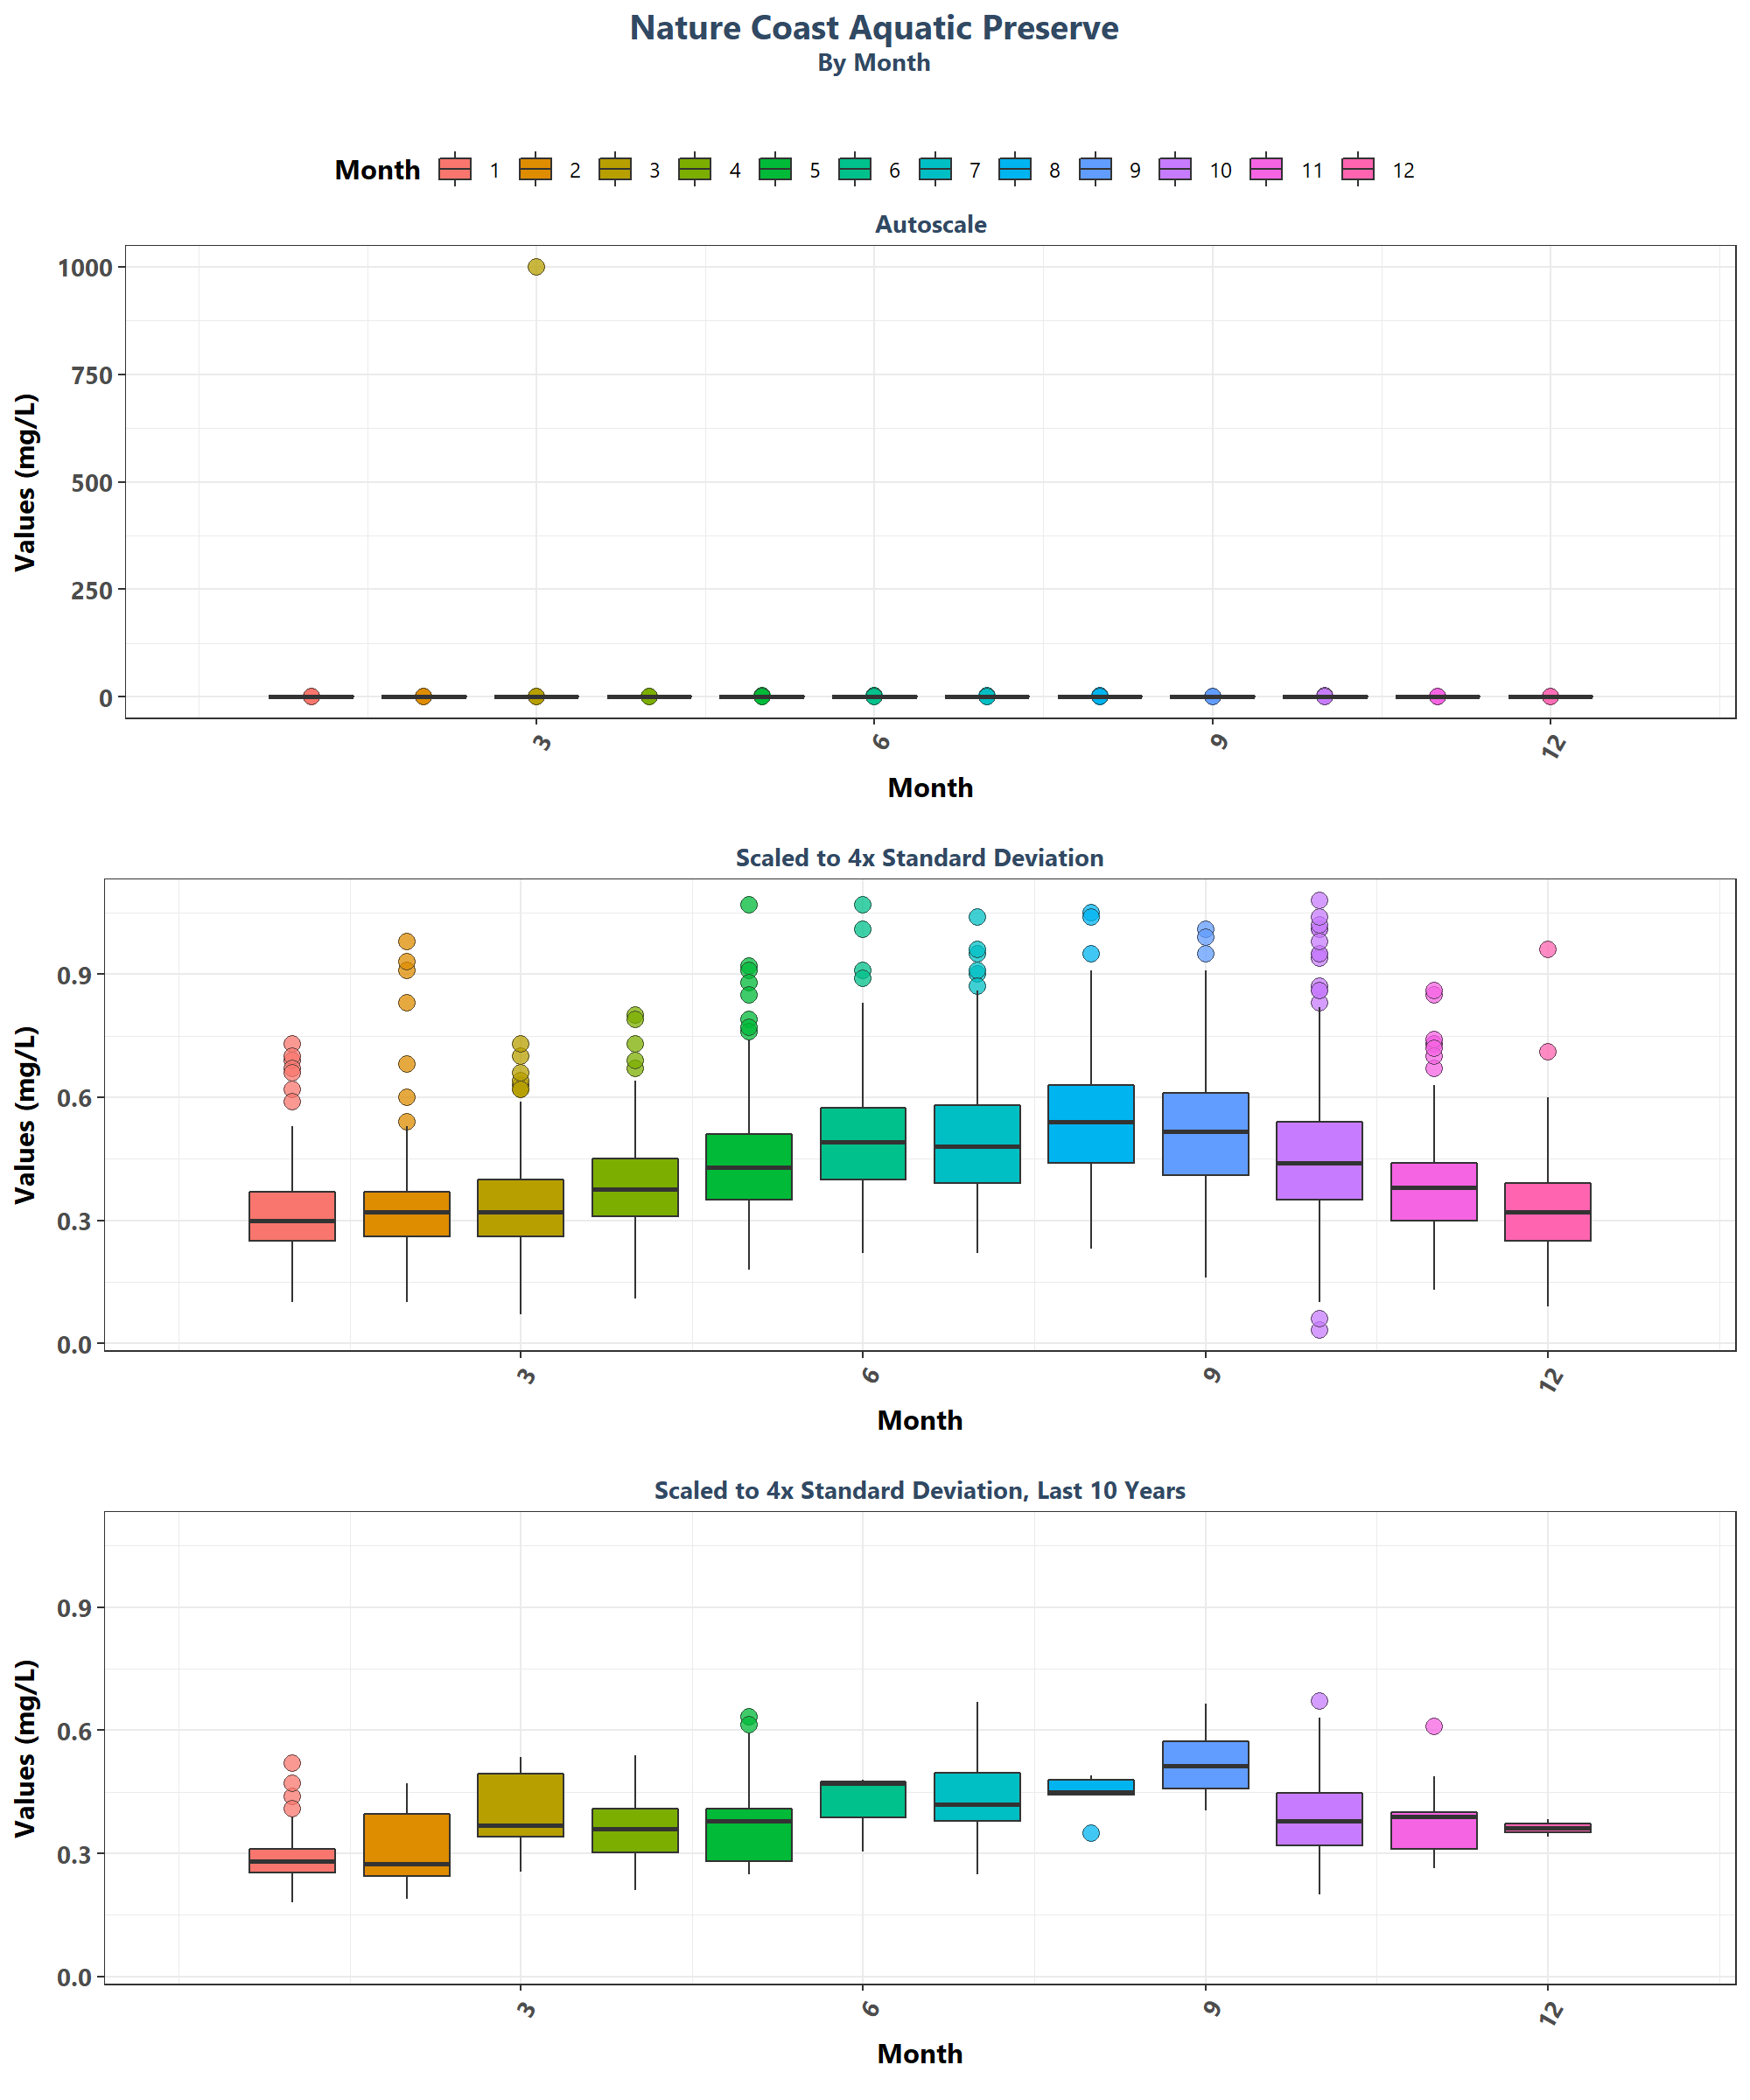 Nature Coast Aquatic Preserve
By Month
Month 1 2 3 4 5 6 7 8 9 10 11 12
Autoscale
Values (mg/L)
1000
750
500
250
0
3 6 9 12
Month
Scaled to 4x Standard Deviation
Values (mg/L)
0.9
0.6
0.3
0.0
3 6 9 12
Month
Scaled to 4x Standard Deviation, Last 10 Years
Values (mg/L)
0.9
0.6
0.3
0.0
3 6 9 12
Month